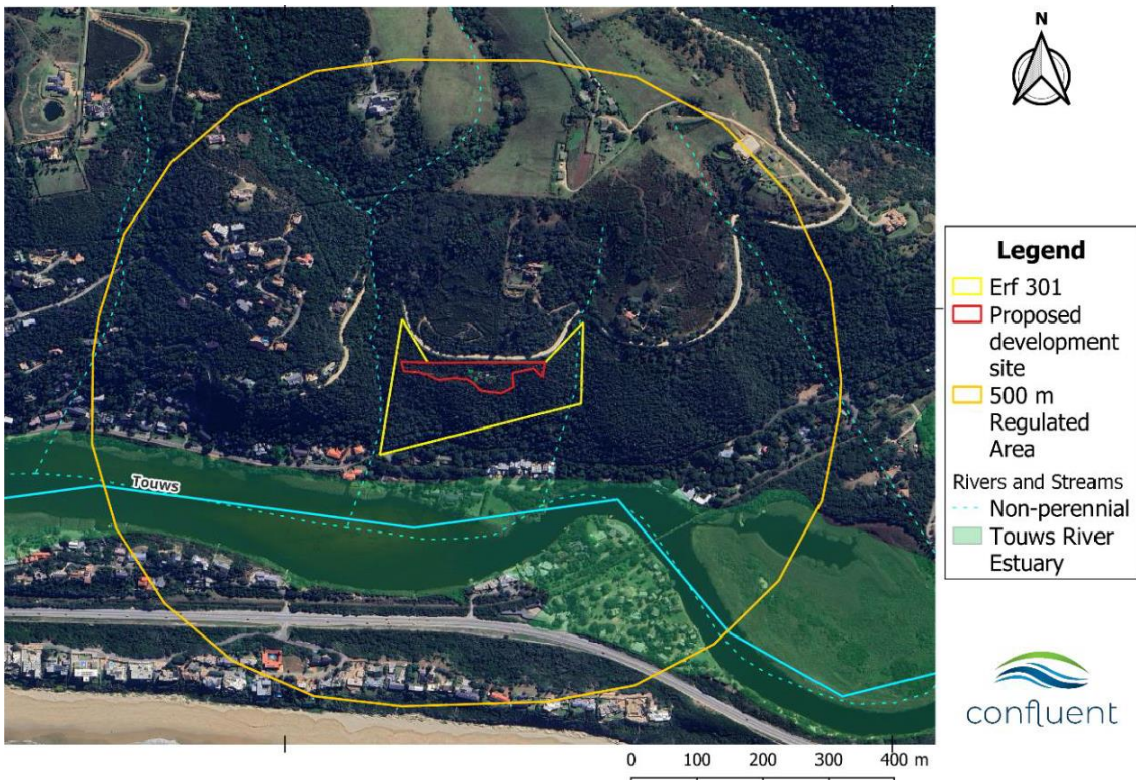 N
Touws
Legend
Erf 301
Proposed
development
site
500 m
Regulated
Area
Rivers and Streams
Non-perennial
Touws River
Estuary
confluent
0 100 200 300 400 m